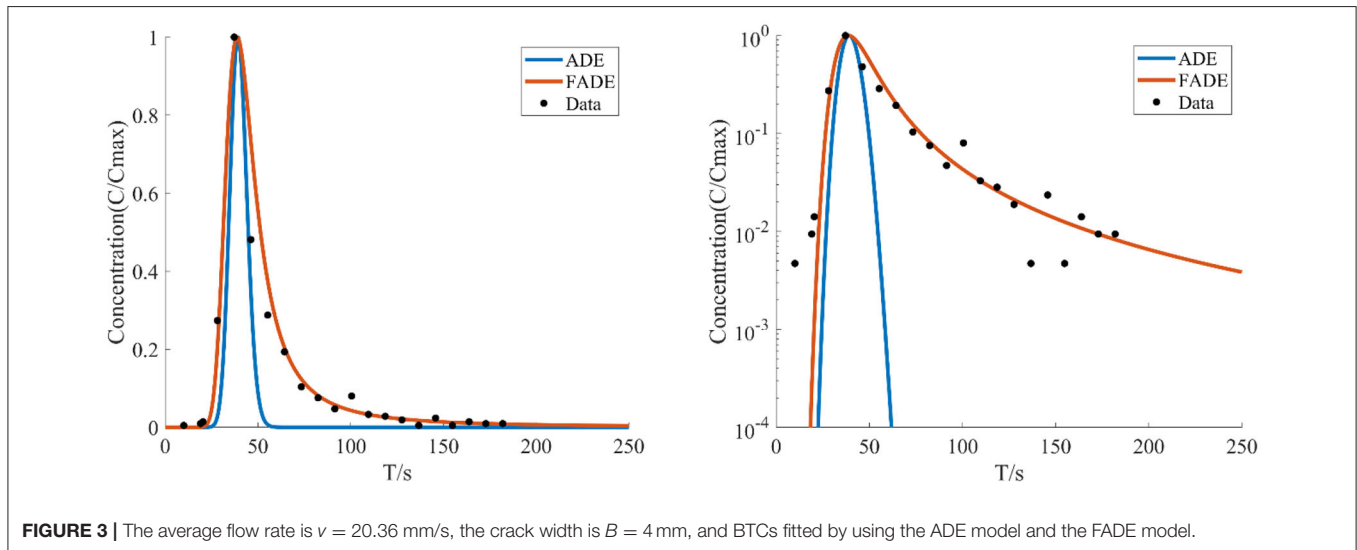 1
0.8
0.6
0.4
0.2
0
Concentration(C/Cmax)
0 50 100 150 200 250
T/s
ADE
FADE
Data
10⁰
10⁻¹
10⁻²
10⁻³
10⁻⁴
Concentration(C/Cmax)
0 50 100 150 200 250
T/s
ADE
FADE
Data
FIGURE 3 | The average flow rate is v = 20.36 mm/s, the crack width is B = 4 mm, and BTCs fitted by using the ADE model and the FADE model.